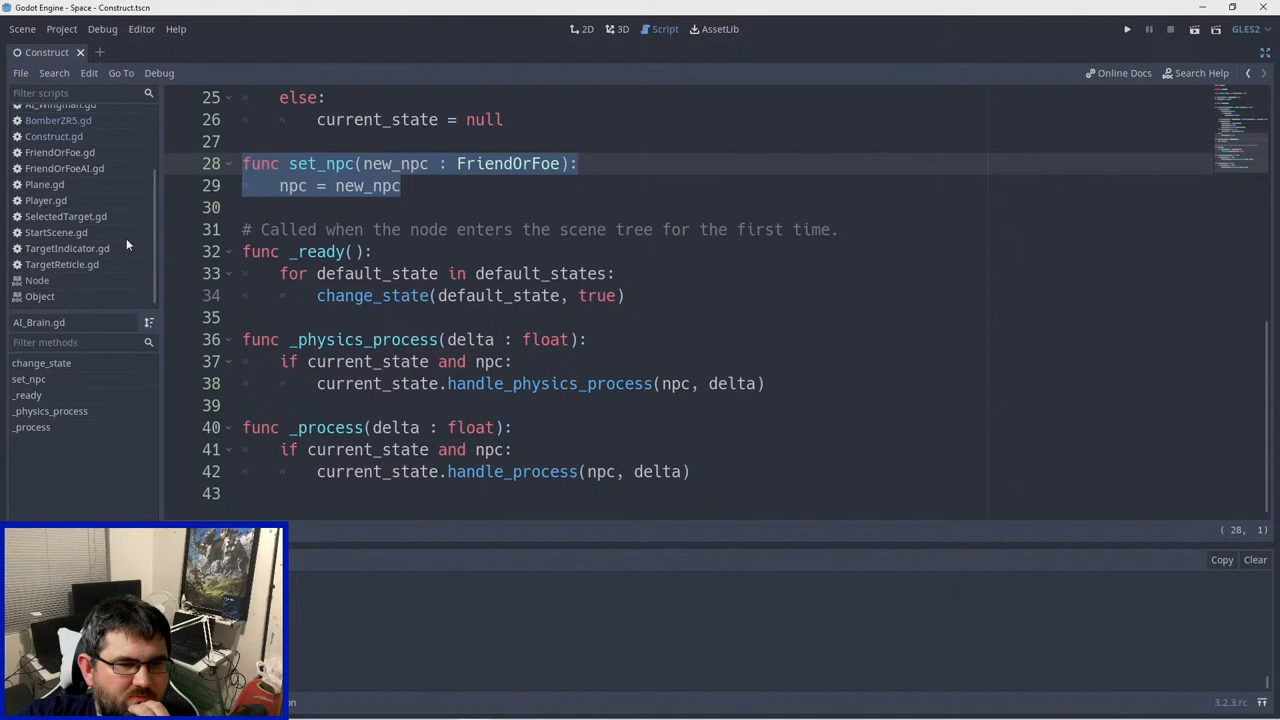 Godot Engine - Space - Construct.tscn
Scene Project Debug Editor Help
2D 3D Script AssetLib
GLES2
Construct
File Search Edit Go To Debug
Online Docs Search Help
Filter scripts
AI_Wingman.gd
BomberZR5.gd
Construct.gd
FriendOrFoe.gd
FriendOrFoeAI.gd
Plane.gd
Player.gd
SelectedTarget.gd
StartScene.gd
TargetIndicator.gd
TargetReticle.gd
Node
Object
AI_Brain.gd
Filter methods
change_state
set_npc
_ready
_physics_process
_process
25 else:
26 current_state = null
27
28 func set_npc(new_npc : FriendOrFoe):
29 npc = new_npc
30
31 # Called when the node enters the scene tree for the first time.
32 func _ready():
33 for default_state in default_states:
34 change_state(default_state, true)
35
36 func _physics_process(delta : float):
37 if current_state and npc:
38 current_state.handle_physics_process(npc, delta)
39
40 func _process(delta : float):
41 if current_state and npc:
42 current_state.handle_process(npc, delta)
43
( 28, 1)
Copy Clear
3.2.3.rc